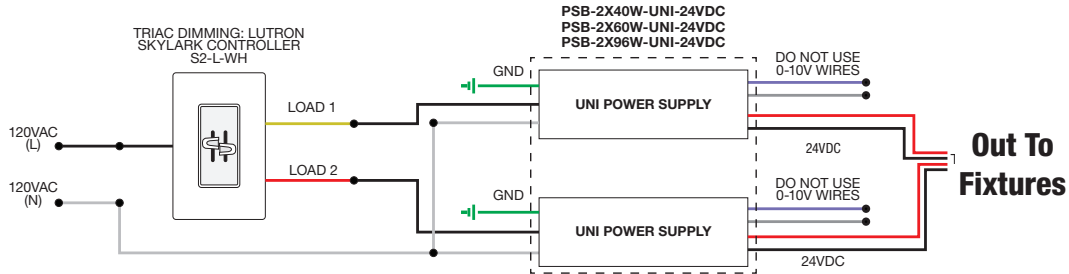 PSB-2X40W-UNI-24VDC
PSB-2X60W-UNI-24VDC
PSB-2X96W-UNI-24VDC
TRIAC DIMMING: LUTRON
SKYLARK CONTROLLER
S2-L-WH
DO NOT USE
0-10V WIRES
GND
UNI POWER SUPPLY
LOAD 1
120VAC
(L)
24VDC
Out To
Fixtures
LOAD 2
120VAC
(N)
DO NOT USE
0-10V WIRES
GND
UNI POWER SUPPLY
24VDC